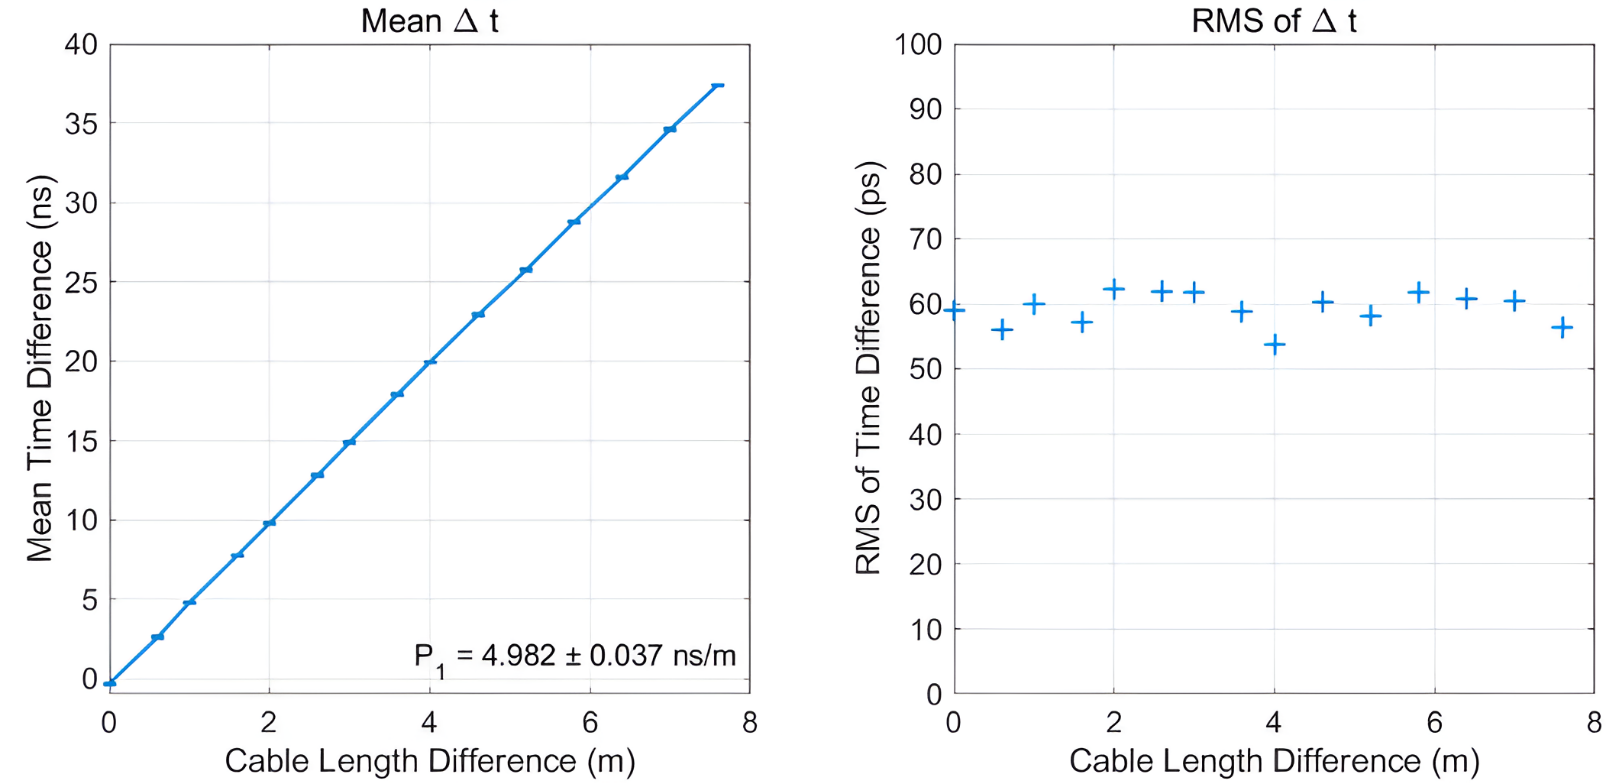 Mean Δ t
40
35
30
25
20
15
10
5
0
Mean Time Difference (ns)
P1 = 4.982 ± 0.037 ns/m
0 2 4 6 8
Cable Length Difference (m)
RMS of Δ t
100
90
80
70
60
50
40
30
20
10
0
RMS of Time Difference (ps)
0 2 4 6 8
Cable Length Difference (m)